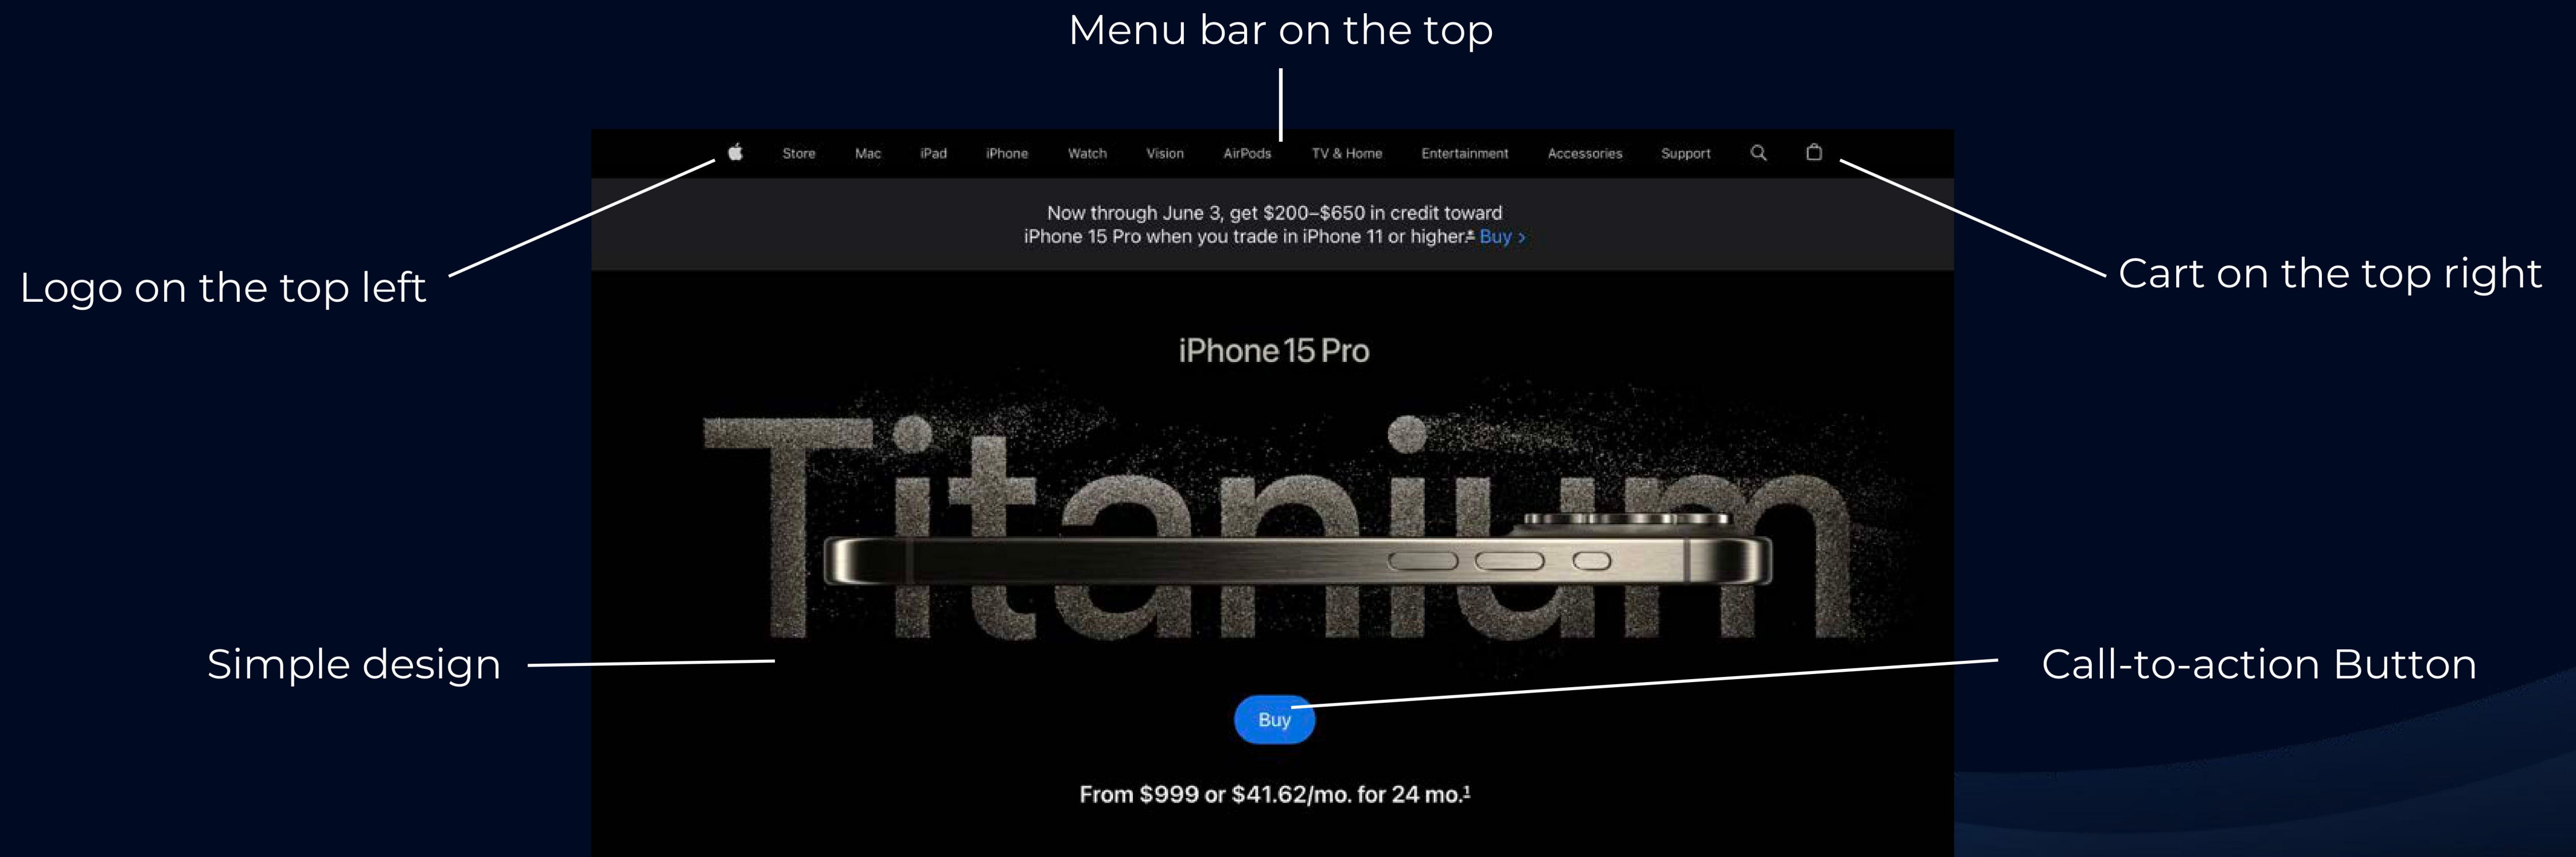 Menu bar on the top
Store Mac iPad iPhone Watch Vision AirPods TV & Home Entertainment Accessories Support
Now through June 3, get $200–$650 in credit toward
iPhone 15 Pro when you trade in iPhone 11 or higher.* Buy >
Logo on the top left
Cart on the top right
iPhone 15 Pro
Titanium
Simple design
Call-to-action Button
Buy
From $999 or $41.62/mo. for 24 mo.¹